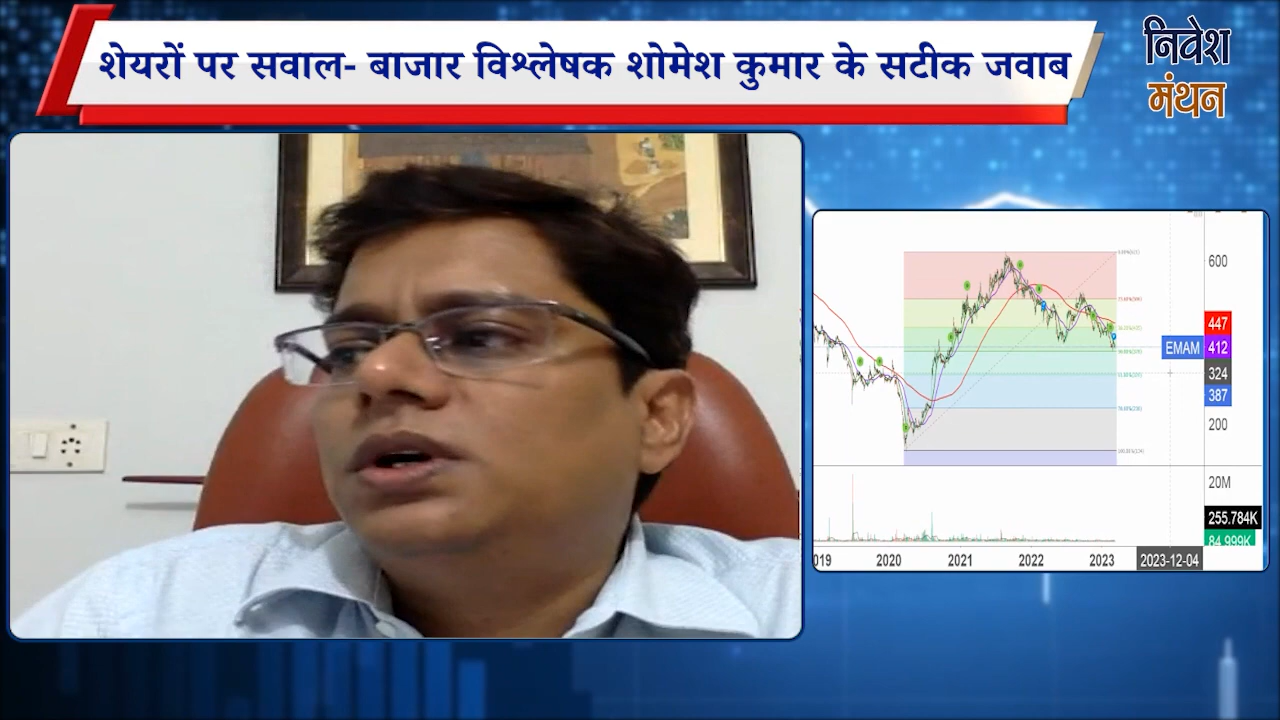 शेयरों पर सवाल- बाजार विश्लेषक शोमेश कुमार के सटीक जवाब
निवेश
मंथन
600
447
EMAM 412
324
387
200
20M
255.784K
84.999K
2020 2021 2022 2023 2023-12-04